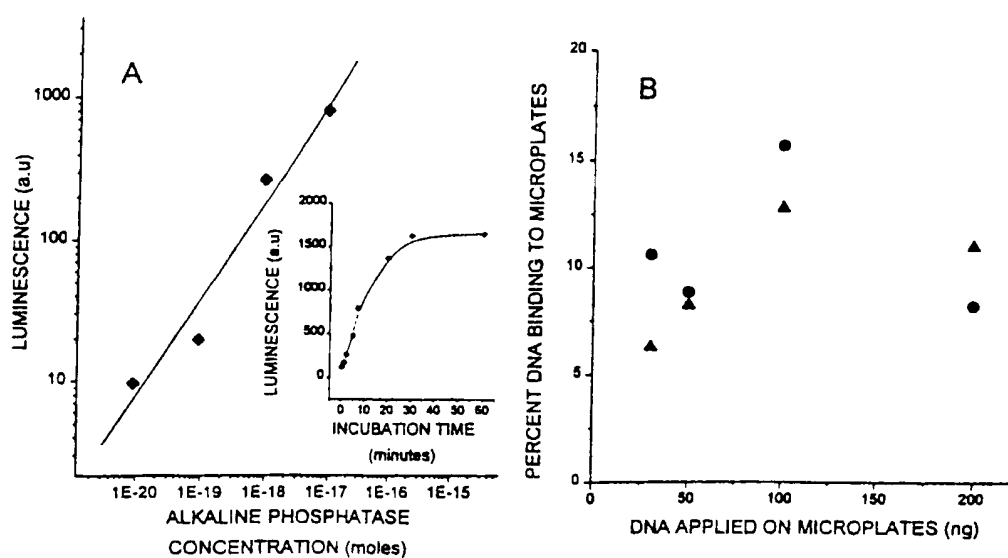 A
LUMINESCENCE (a.u)
1000
100
10
1E-20 1E-19 1E-18 1E-17 1E-16 1E-15
ALKALINE PHOSPHATASE
CONCENTRATION (moles)
LUMINESCENCE (a.u)
2000
1500
1000
500
0
0 10 20 30 40 50 60
INCUBATION TIME
(minutes)
B
PERCENT DNA BINDING TO MICROPLATES
20
15
10
5
0
0 50 100 150 200
DNA APPLIED ON MICROPLATES (ng)